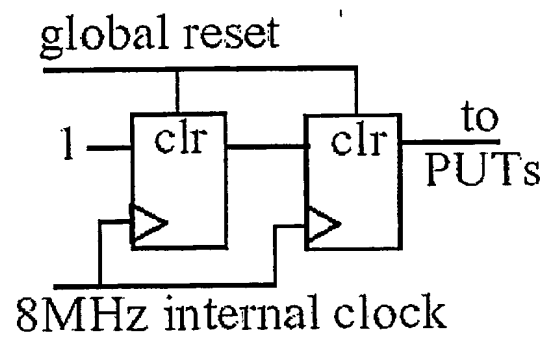 global reset
1
clr
clr
to
PUTs
8MHz internal clock